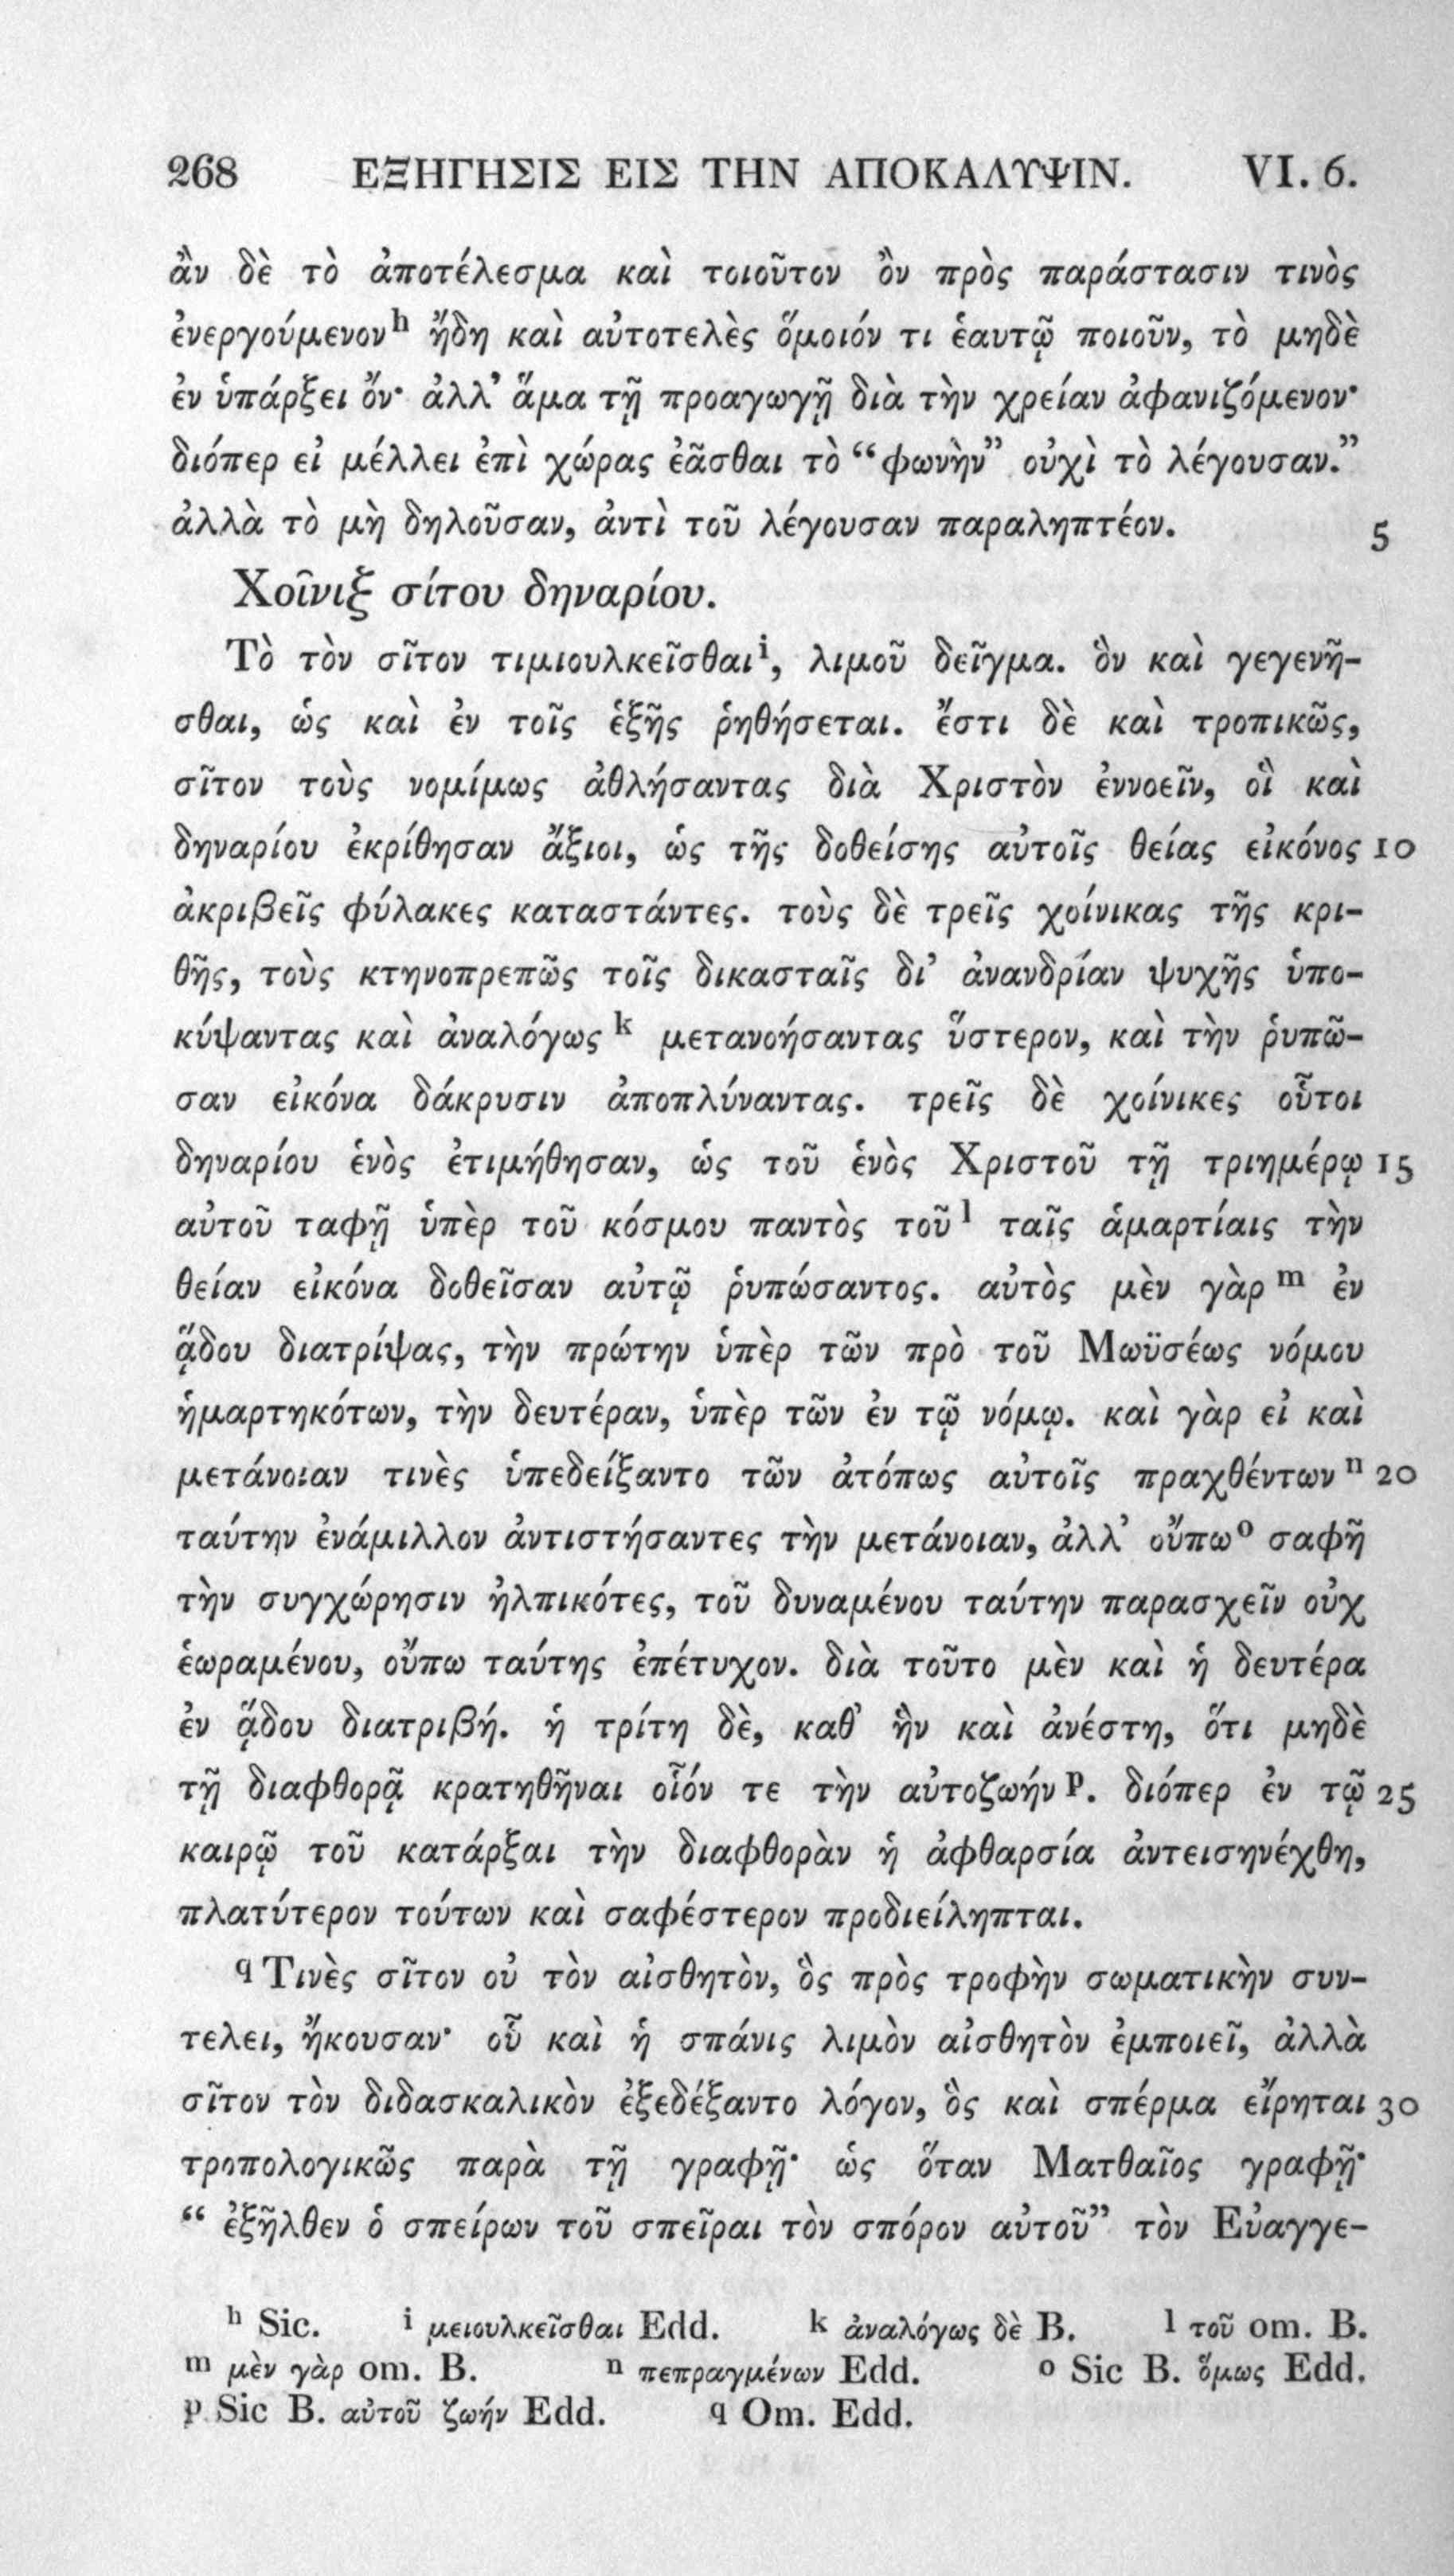 268 ΕΞΗΓΗΣΙΣ ΕΙΣ ΤΗΝ ΑΠΟΚΑΛΥΨΙΝ. VI. 6.
ἂν δὲ τὸ ἀποτέλεσμα καὶ τοιοῦτον ὂν πρὸς παράστασιν τινὸς
ἐνεργούμενον h ἤδη καὶ αὐτοτελὲς ὅμοιόν τι ἑαυτῷ ποιοῦν, τὸ μηδὲ
ἐν ὑπάρξει ὄν· ἀλλ’ ἅμα τῇ προαγωγῇ διὰ τὴν χρείαν ἀφανιζόμενον·
διόπερ εἰ μέλλει ἐπὶ χώρας ἐᾶσθαι τὸ “φωνὴν” οὐχὶ τὸ λέγουσαν.”
ἀλλὰ τὸ μὴ δηλοῦσαν, ἀντὶ τοῦ λέγουσαν παραληπτέον. 5
Χοῖνιξ σίτου δηναρίου.
Τὸ τὸν σῖτον τιμιουλκεῖσθαι i, λιμοῦ δεῖγμα. ὃν καὶ γεγενῆ-
σθαι, ὡς καὶ ἐν τοῖς ἑξῆς ῥηθήσεται. ἔστι δὲ καὶ τροπικῶς,
σῖτον τοὺς νομίμως ἀθλήσαντας διὰ Χριστὸν ἐννοεῖν, οἳ καὶ
δηναρίου ἐκρίθησαν ἄξιοι, ὡς τῆς δοθείσης αὐτοῖς θείας εἰκόνος 10
ἀκριβεῖς φύλακες καταστάντες. τοὺς δὲ τρεῖς χοίνικας τῆς κρι-
θῆς, τοὺς κτηνοπρεπῶς τοῖς δικασταῖς δι’ ἀνανδρίαν ψυχῆς ὑπο-
κύψαντας καὶ ἀναλόγως k μετανοήσαντας ὕστερον, καὶ τὴν ῥυπῶ-
σαν εἰκόνα δάκρυσιν ἀποπλύναντας. τρεῖς δὲ χοίνικες οὗτοι
δηναρίου ἑνὸς ἐτιμήθησαν, ὡς τοῦ ἑνὸς Χριστοῦ τῇ τριημέρῳ 15
αὐτοῦ ταφῇ ὑπὲρ τοῦ κόσμου παντὸς τοῦ l ταῖς ἁμαρτίαις τὴν
θείαν εἰκόνα δοθεῖσαν αὐτῷ ῥυπώσαντος. αὐτὸς μὲν γὰρ m ἐν
ᾅδου διατρίψας, τὴν πρώτην ὑπὲρ τῶν πρὸ τοῦ Μωϋσέως νόμου
ἡμαρτηκότων, τὴν δευτέραν, ὑπὲρ τῶν ἐν τῷ νόμῳ. καὶ γὰρ εἰ καὶ
μετάνοιαν τινὲς ὑπεδείξαντο τῶν ἀτόπως αὐτοῖς πραχθέντων n 20
ταύτην ἐνάμιλλον ἀντιστήσαντες τὴν μετάνοιαν, ἀλλ’ οὔπω o σαφῆ
τὴν συγχώρησιν ἠλπικότες, τοῦ δυναμένου ταύτην παρασχεῖν οὐχ
ἑωραμένου, οὔπω ταύτης ἐπέτυχον. διὰ τοῦτο μὲν καὶ ἡ δευτέρα
ἐν ᾅδου διατριβή. ἡ τρίτη δὲ, καθ’ ἣν καὶ ἀνέστη, ὅτι μηδὲ
τῇ διαφθορᾷ κρατηθῆναι οἷόν τε τὴν αὐτοζωήν p. διόπερ ἐν τῷ 25
καιρῷ τοῦ κατάρξαι τὴν διαφθορὰν ἡ ἀφθαρσία ἀντεισηνέχθη,
πλατύτερον τούτων καὶ σαφέστερον προδιείληπται.
q Τινὲς σῖτον οὐ τὸν αἰσθητὸν, ὃς πρὸς τροφὴν σωματικὴν συν-
τελει, ἤκουσαν· οὗ καὶ ἡ σπάνις λιμὸν αἰσθητὸν ἐμποιεῖ, ἀλλὰ
σῖτον τὸν διδασκαλικὸν ἐξεδέξαντο λόγον, ὃς καὶ σπέρμα εἴρηται 30
τροπολογικῶς παρὰ τῇ γραφῇ· ὡς ὅταν Ματθαῖος γραφῇ·
“ ἐξῆλθεν ὁ σπείρων τοῦ σπεῖραι τὸν σπόρον αὐτοῦ” τὸν Εὐαγγε-
h Sic. i μειουλκεῖσθαι Edd. k ἀναλόγως δὲ B. l τοῦ om. B.
m μὲν γὰρ om. B. n πεπραγμένων Edd. o Sic B. ὅμως Edd.
p Sic B. αὐτοῦ ζωήν Edd. q Om. Edd.